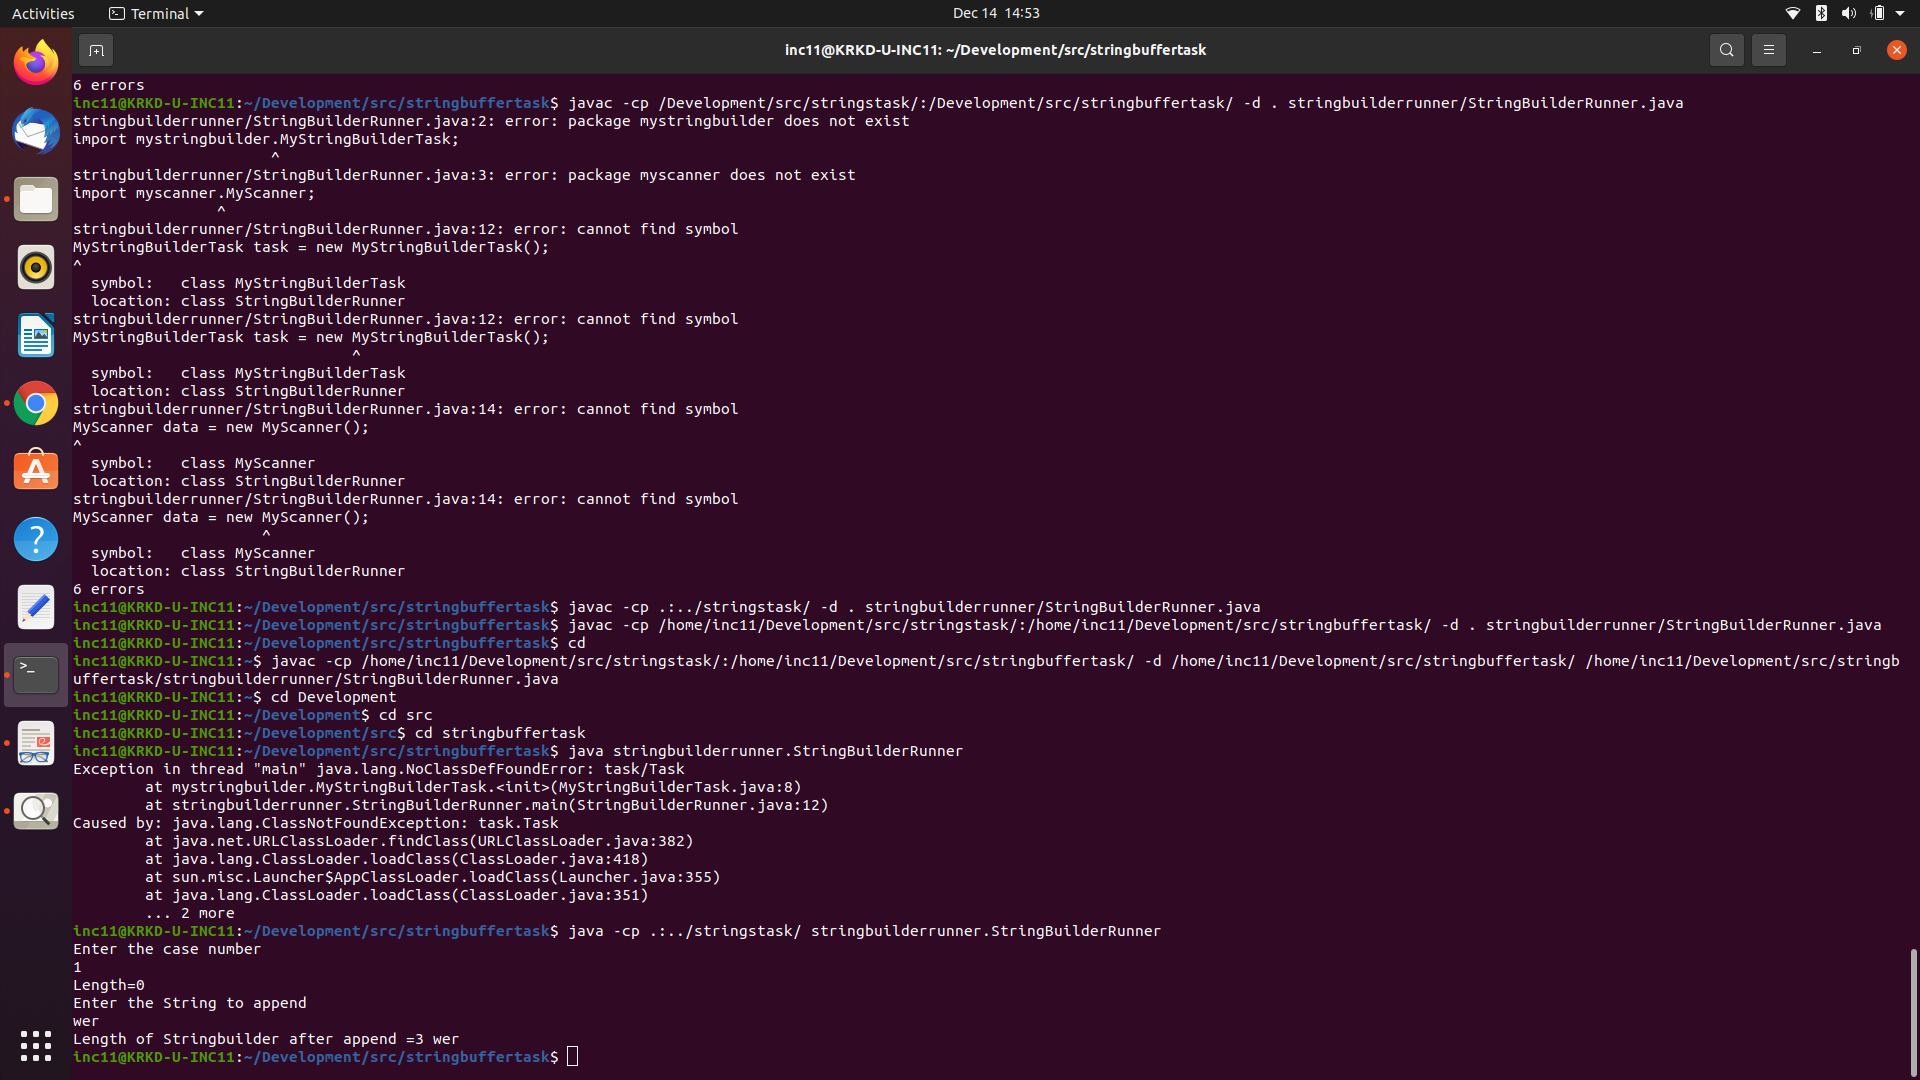 Activities
Terminal
Dec 14 14:53
inc11@KRKD-U-INC11: ~/Development/src/stringbuffertask
6 errors
inc11@KRKD-U-INC11:~/Development/src/stringbuffertask$ javac -cp /Development/src/stringstask/:/Development/src/stringbuffertask/ -d . stringbuilderrunner/StringBuilderRunner.java
stringbuilderrunner/StringBuilderRunner.java:2: error: package mystringbuilder does not exist
import mystringbuilder.MyStringBuilderTask;
^
stringbuilderrunner/StringBuilderRunner.java:3: error: package myscanner does not exist
import myscanner.MyScanner;
^
stringbuilderrunner/StringBuilderRunner.java:12: error: cannot find symbol
MyStringBuilderTask task = new MyStringBuilderTask();
^
symbol:   class MyStringBuilderTask
location: class StringBuilderRunner
stringbuilderrunner/StringBuilderRunner.java:12: error: cannot find symbol
MyStringBuilderTask task = new MyStringBuilderTask();
^
symbol:   class MyStringBuilderTask
location: class StringBuilderRunner
stringbuilderrunner/StringBuilderRunner.java:14: error: cannot find symbol
MyScanner data = new MyScanner();
^
symbol:   class MyScanner
location: class StringBuilderRunner
stringbuilderrunner/StringBuilderRunner.java:14: error: cannot find symbol
MyScanner data = new MyScanner();
^
symbol:   class MyScanner
location: class StringBuilderRunner
6 errors
inc11@KRKD-U-INC11:~/Development/src/stringbuffertask$ javac -cp .:../stringstask/ -d . stringbuilderrunner/StringBuilderRunner.java
inc11@KRKD-U-INC11:~/Development/src/stringbuffertask$ javac -cp /home/inc11/Development/src/stringstask/:/home/inc11/Development/src/stringbuffertask/ -d . stringbuilderrunner/StringBuilderRunner.java
inc11@KRKD-U-INC11:~/Development/src/stringbuffertask$ cd
inc11@KRKD-U-INC11:~$ javac -cp /home/inc11/Development/src/stringstask/:/home/inc11/Development/src/stringbuffertask/ -d /home/inc11/Development/src/stringbuffertask/ /home/inc11/Development/src/stringb
uffertask/stringbuilderrunner/StringBuilderRunner.java
inc11@KRKD-U-INC11:~$ cd Development
inc11@KRKD-U-INC11:~/Development$ cd src
inc11@KRKD-U-INC11:~/Development/src$ cd stringbuffertask
inc11@KRKD-U-INC11:~/Development/src/stringbuffertask$ java stringbuilderrunner.StringBuilderRunner
Exception in thread "main" java.lang.NoClassDefFoundError: task/Task
at mystringbuilder.MyStringBuilderTask.<init>(MyStringBuilderTask.java:8)
at stringbuilderrunner.StringBuilderRunner.main(StringBuilderRunner.java:12)
Caused by: java.lang.ClassNotFoundException: task.Task
at java.net.URLClassLoader.findClass(URLClassLoader.java:382)
at java.lang.ClassLoader.loadClass(ClassLoader.java:418)
at sun.misc.Launcher$AppClassLoader.loadClass(Launcher.java:355)
at java.lang.ClassLoader.loadClass(ClassLoader.java:351)
... 2 more
inc11@KRKD-U-INC11:~/Development/src/stringbuffertask$ java -cp .:../stringstask/ stringbuilderrunner.StringBuilderRunner
Enter the case number
1
Length=0
Enter the String to append
wer
Length of Stringbuilder after append =3 wer
inc11@KRKD-U-INC11:~/Development/src/stringbuffertask$